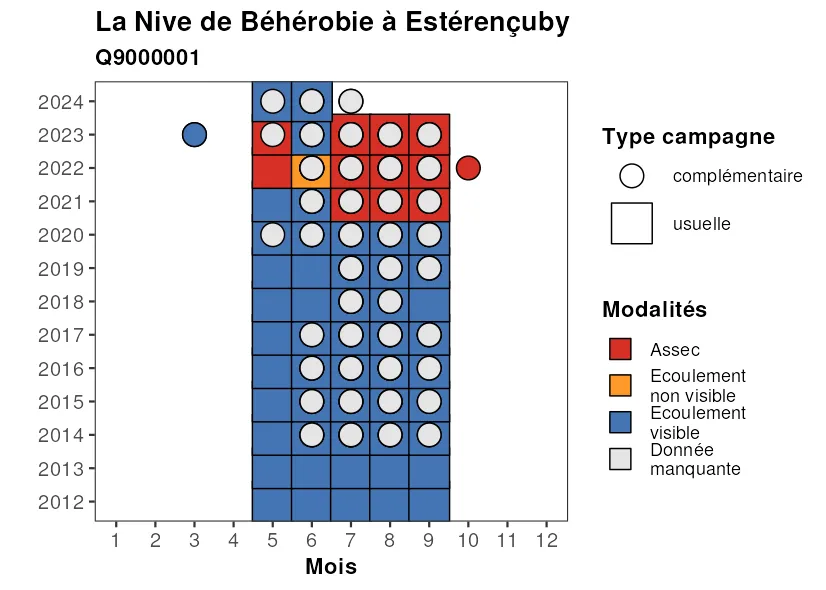 La Nive de Béhérobie à Estérençuby
Q9000001
2024
2023
2022
2021
2020
2019
2018
2017
2016
2015
2014
2013
2012
1 2 3 4 5 6 7 8 9 10 11 12
Mois
Type campagne
complémentaire
usuelle
Modalités
Assec
Ecoulement
non visible
Ecoulement
visible
Donnée
manquante